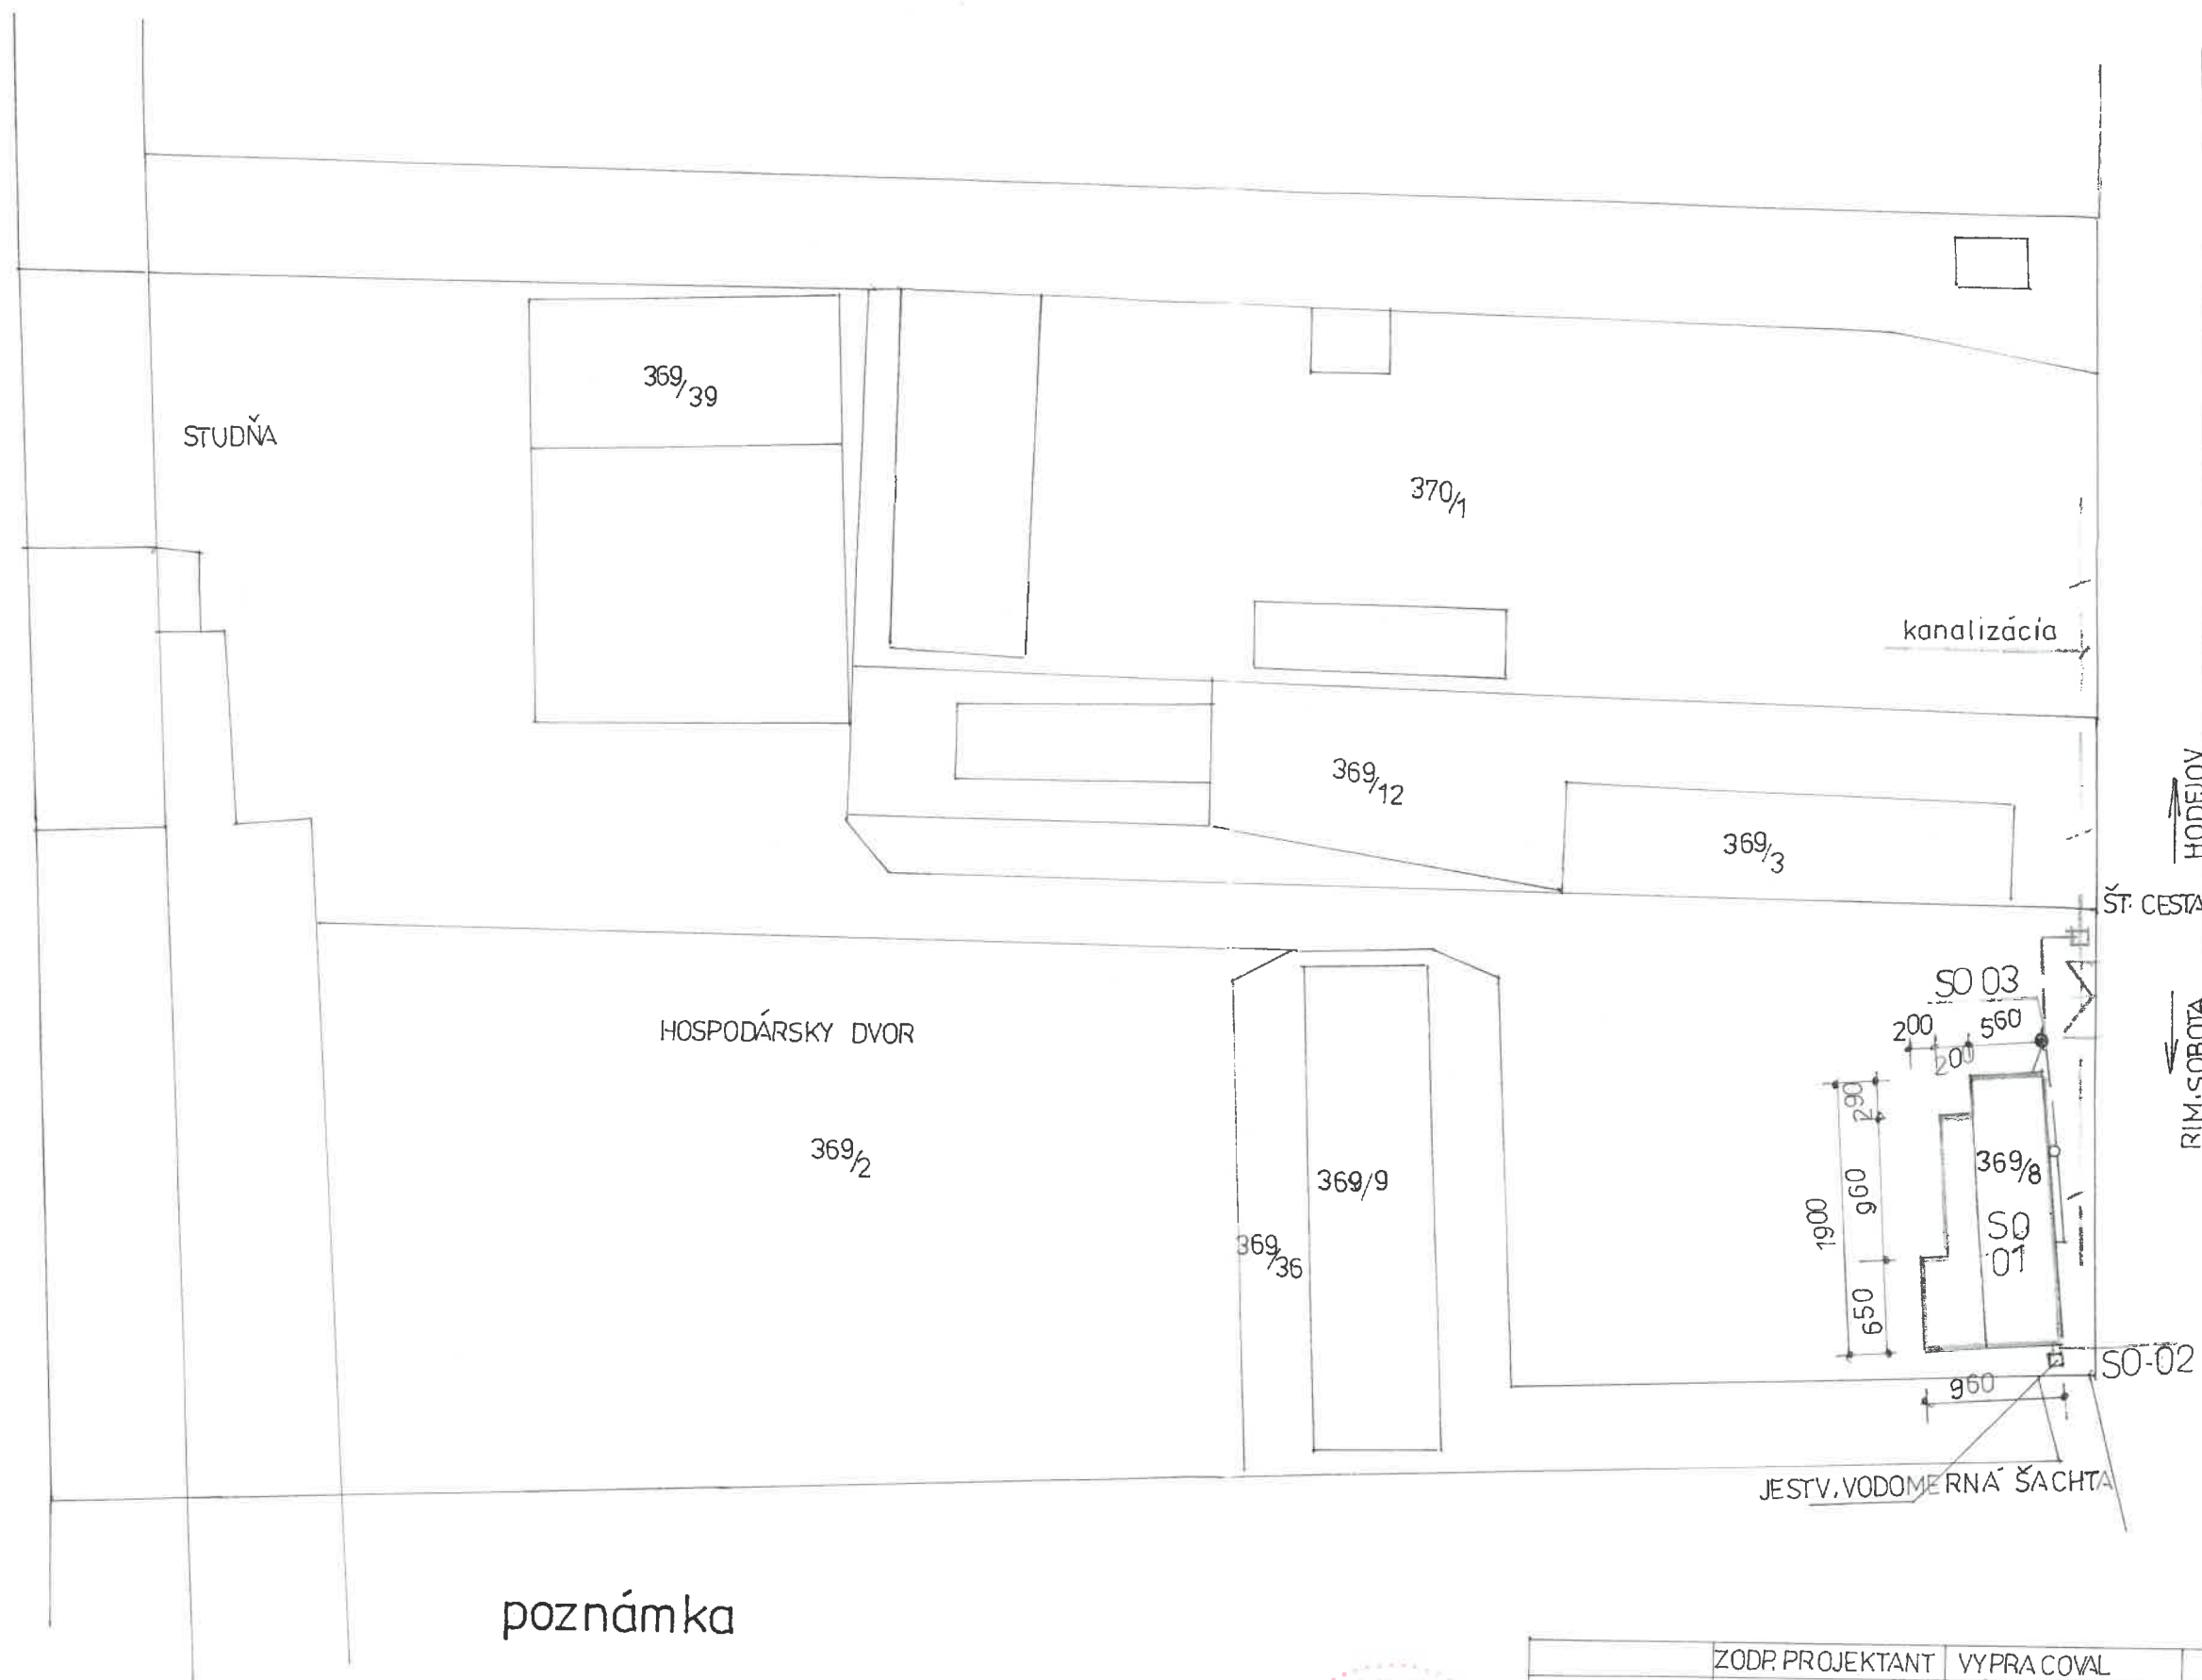 369/39
STUDŇA
370/1
kanalizácia
369/12
369/3
HODEJOV
ŠT. CESTA
SO 03
200
560
200
HOSPODÁRSKY DVOR
RIM. SOBOTA
290
369/2
369/9
369/8
960
1900
SO
01
369/36
650
SO-02
960
JESTV. VODOMERNÁ ŠACHTA
poznámka
ZODP. PROJEKTANT
VYPRACOVAL